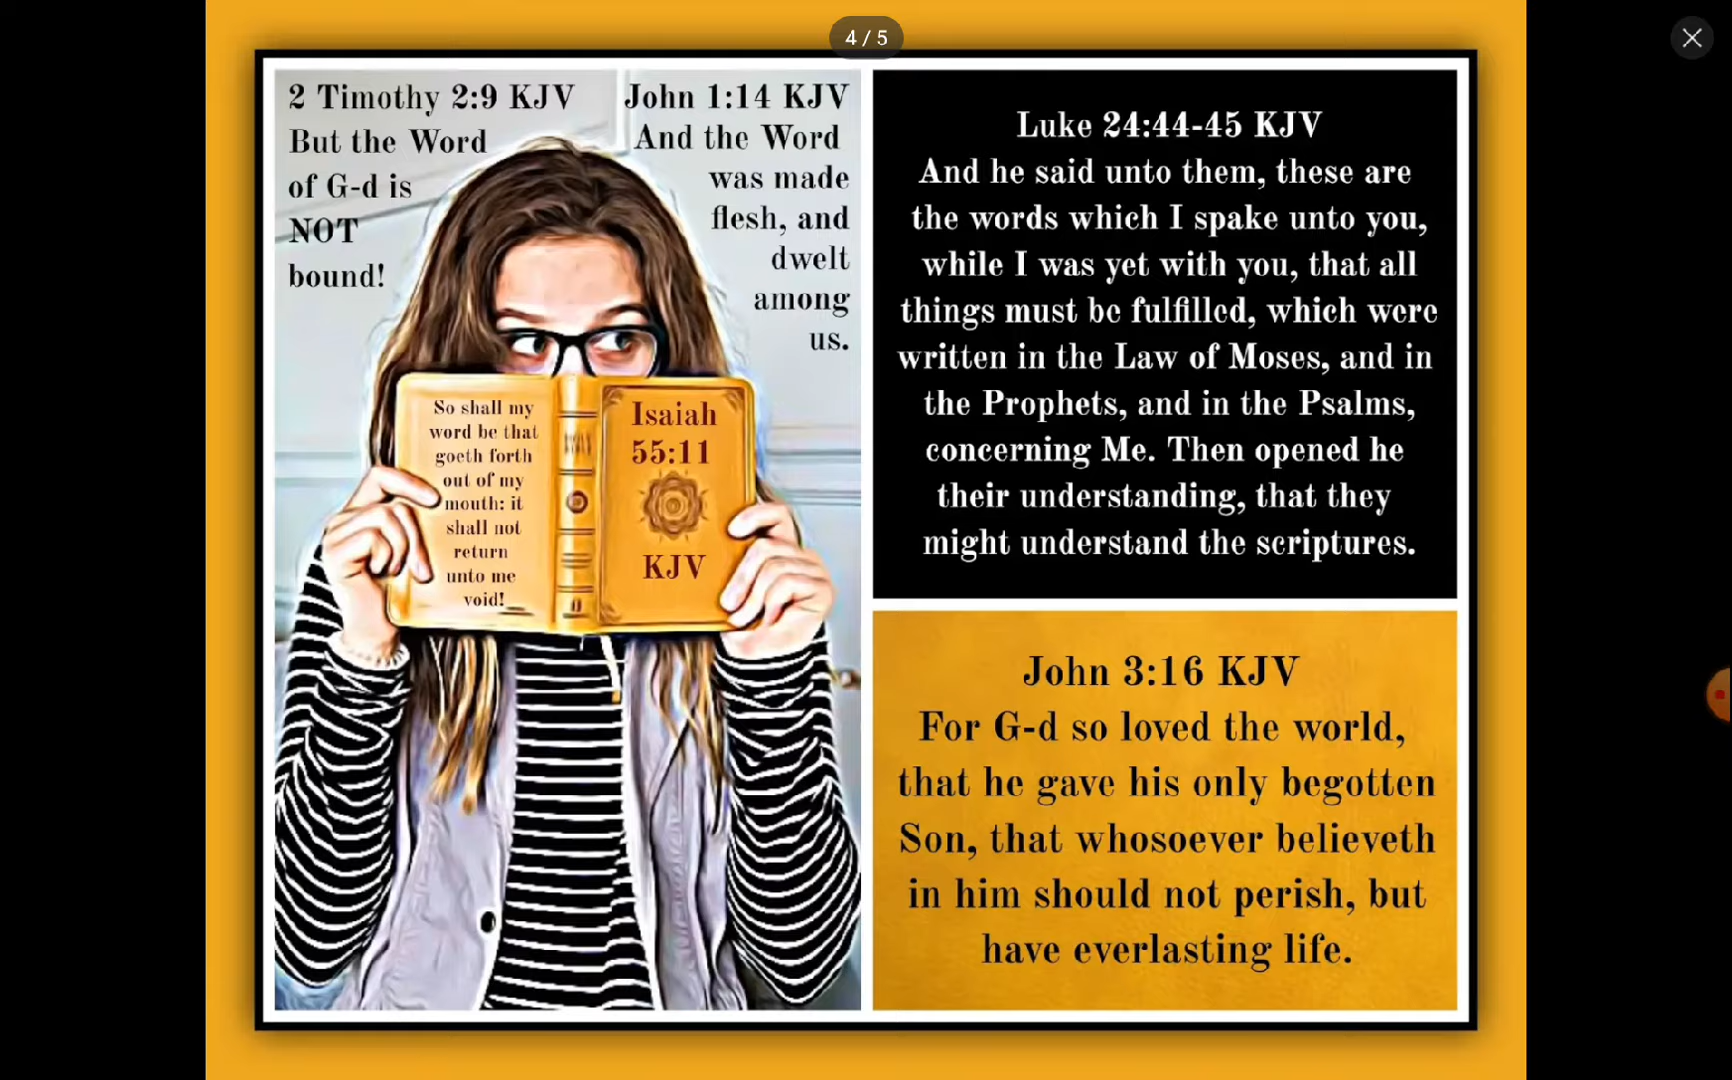 4 / 5
2 Timothy 2:9 KJV
But the Word
of G-d is
NOT
bound!
John 1:14 KJV
And the Word
was made
flesh, and
dwelt
among
us.
So shall my
word be that
goeth forth
out of my
mouth: it
shall not
return
unto me
void!
Isaiah
55:11
KJV
Luke 24:44-45 KJV
And he said unto them, these are
the words which I spake unto you,
while I was yet with you, that all
things must be fulfilled, which were
written in the Law of Moses, and in
the Prophets, and in the Psalms,
concerning Me. Then opened he
their understanding, that they
might understand the scriptures.
John 3:16 KJV
For G-d so loved the world,
that he gave his only begotten
Son, that whosoever believeth
in him should not perish, but
have everlasting life.